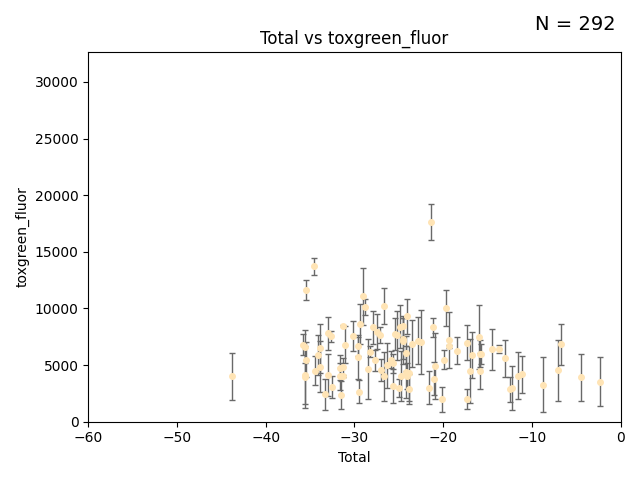 N = 292
Total vs toxgreen_fluor
toxgreen_fluor
30000
25000
20000
15000
10000
5000
0
−60 −50 −40 −30 −20 −10 0
Total